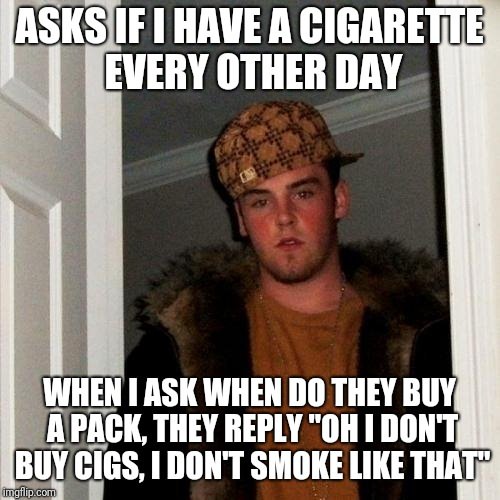 ASKS IF I HAVE A CIGARETTE
EVERY OTHER DAY
WHEN I ASK WHEN DO THEY BUY
A PACK, THEY REPLY "OH I DON'T
BUY CIGS, I DON'T SMOKE LIKE THAT"
imgflip.com